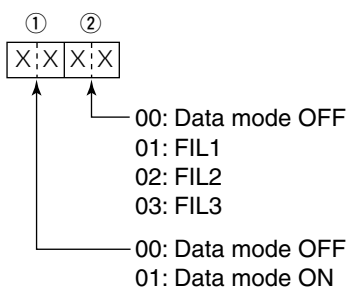 ① ②
X X X X
00: Data mode OFF
01: FIL1
02: FIL2
03: FIL3
00: Data mode OFF
01: Data mode ON